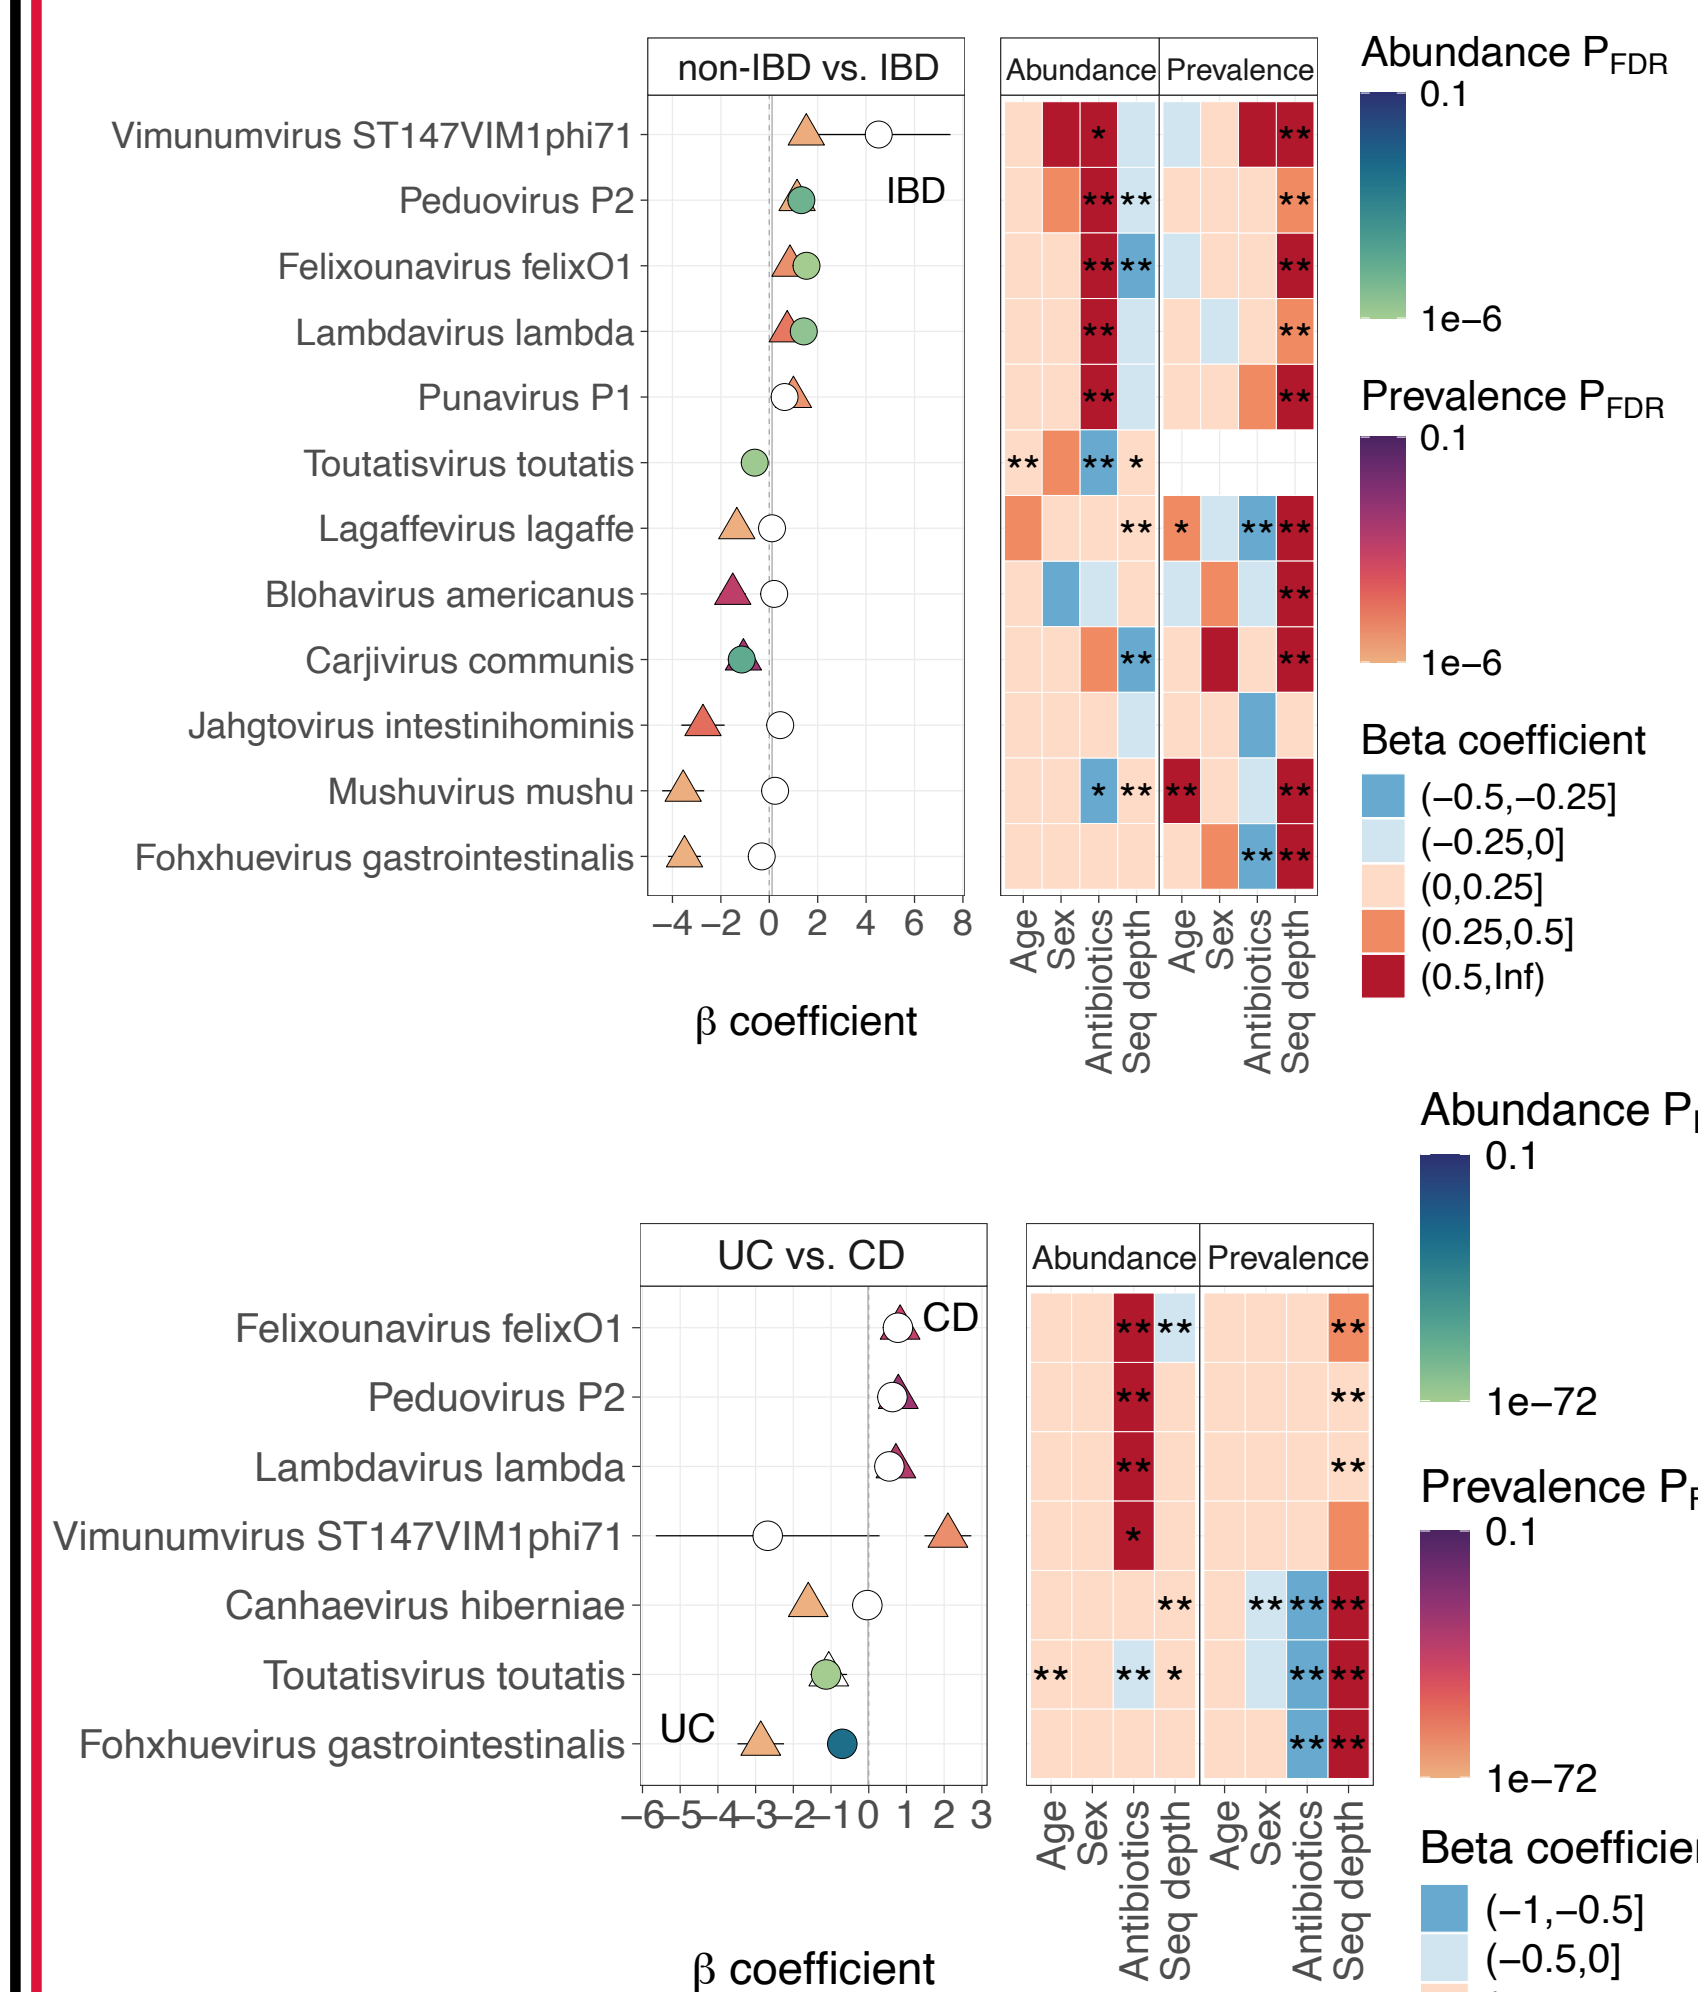 non-IBD vs. IBD
Abundance Prevalence
Vimunumvirus ST147VIM1phi71
Peduovirus P2
Felixounavirus felixO1
Lambdavirus lambda
Punavirus P1
Toutatisvirus toutatis
Lagaffevirus lagaffe
Blohavirus americanus
Carjivirus communis
Jahgtovirus intestinihominis
Mushuvirus mushu
Fohxhuevirus gastrointestinalis
IBD
−4 −2 0 2 4 6 8
β coefficient
* **
** ** **
** ** **
** **
** **
** ** *
** * ** **
**
** **
* ** ** **
** **
Age Sex Antibiotics Seq depth Age Sex Antibiotics Seq depth
Abundance PFDR
0.1
1e−6
Prevalence PFDR
0.1
1e−6
Beta coefficient
(−0.5,−0.25]
(−0.25,0]
(0,0.25]
(0.25,0.5]
(0.5,Inf)
UC vs. CD
Abundance Prevalence
Felixounavirus felixO1
Peduovirus P2
Lambdavirus lambda
Vimunumvirus ST147VIM1phi71
Canhaevirus hiberniae
Toutatisvirus toutatis
Fohxhuevirus gastrointestinalis
CD
UC
−6 −5 −4 −3 −2 −1 0 1 2 3
β coefficient
** ** **
** **
** **
*
** ** ** **
** ** * ** **
** **
Age Sex Antibiotics Seq depth Age Sex Antibiotics Seq depth
Abundance P
0.1
1e−72
Prevalence P
0.1
1e−72
Beta coefficie
(−1,−0.5]
(−0.5,0]